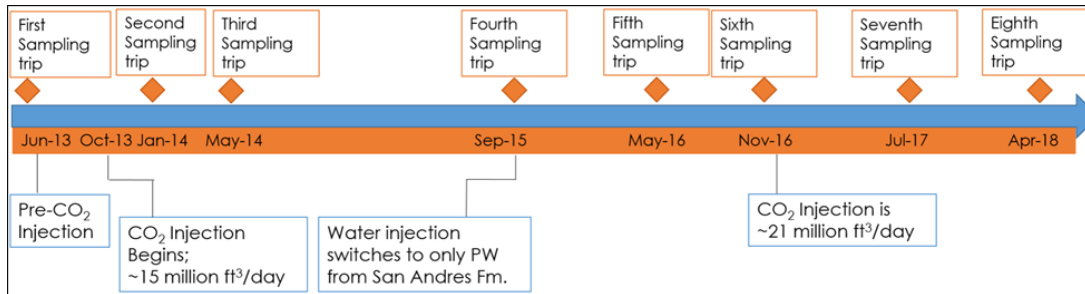 First
Sampling
trip
Second
Sampling
trip
Third
Sampling
trip
Fourth
Sampling
trip
Fifth
Sampling
trip
Sixth
Sampling
trip
Seventh
Sampling
trip
Eighth
Sampling
trip
Jun-13 Oct-13 Jan-14 May-14 Sep-15 May-16 Nov-16 Jul-17 Apr-18
Pre-CO₂
Injection
CO₂ Injection
Begins;
~15 million ft³/day
Water injection
switches to only PW
from San Andres Fm.
CO₂ Injection is
~21 million ft³/day